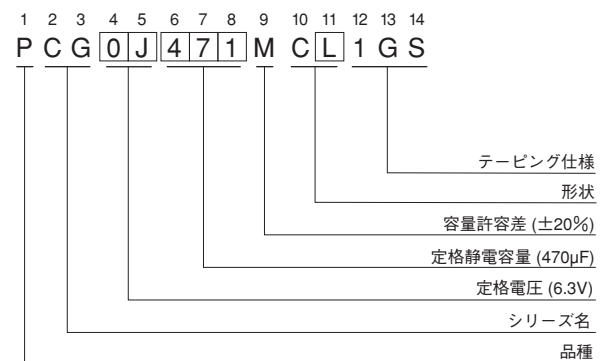 1 2 3 4 5 6 7 8 9 10 11 12 13 14
P C G 0 J 4 7 1 M C L 1 G S
テーピング仕様
形状
容量許容差 (±20%)
定格静電容量 (470µF)
定格電圧 (6.3V)
シリーズ名
品種